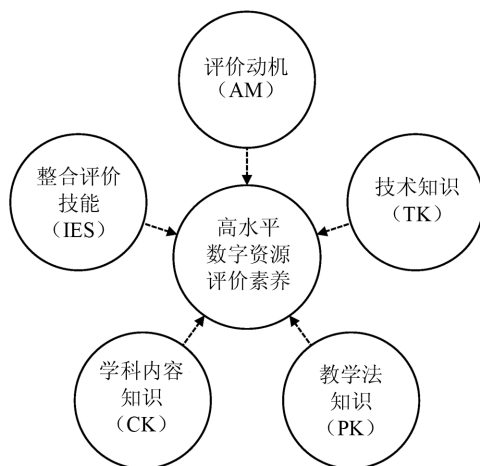 评价动机
（AM）
整合评价
技能
（IES）
技术知识
（TK）
高水平
数字资源
评价素养
学科内容
知识
（CK）
教学法
知识
（PK）